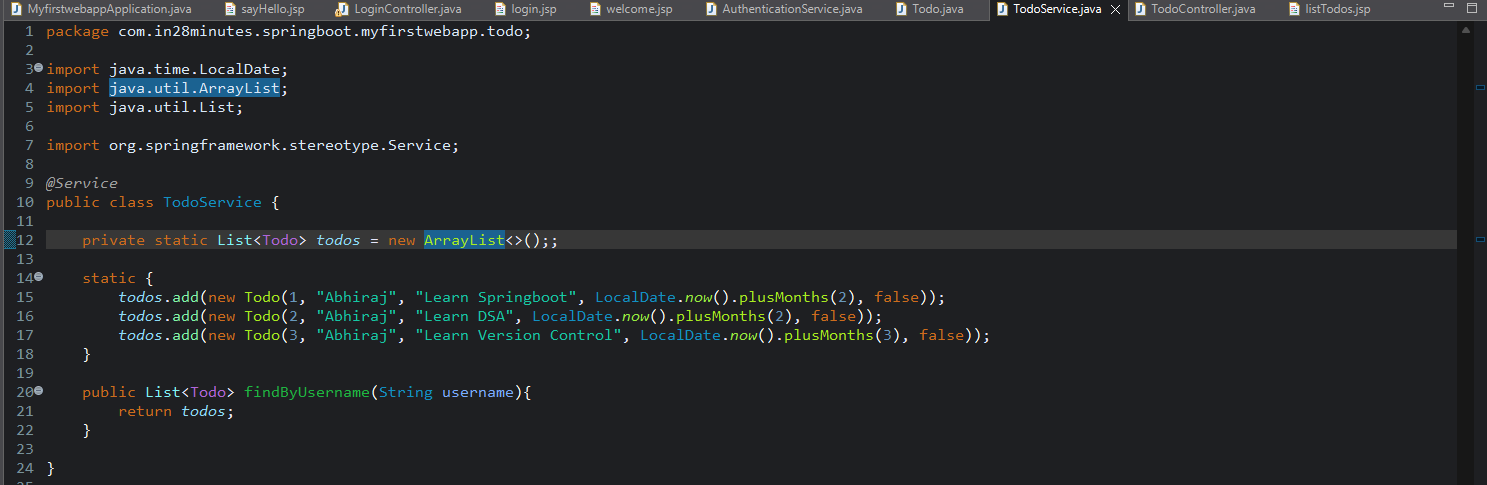 MyfirstwebappApplication.java sayHello.jsp LoginController.java login.jsp welcome.jsp AuthenticationService.java Todo.java TodoService.java TodoController.java listTodos.jsp
1 package com.in28minutes.springboot.myfirstwebapp.todo;
2
3 import java.time.LocalDate;
4 import java.util.ArrayList;
5 import java.util.List;
6
7 import org.springframework.stereotype.Service;
8
9 @Service
10 public class TodoService {
11
12 private static List<Todo> todos = new ArrayList<>();;
13
14 static {
15 todos.add(new Todo(1, "Abhiraj", "Learn Springboot", LocalDate.now().plusMonths(2), false));
16 todos.add(new Todo(2, "Abhiraj", "Learn DSA", LocalDate.now().plusMonths(2), false));
17 todos.add(new Todo(3, "Abhiraj", "Learn Version Control", LocalDate.now().plusMonths(3), false));
18 }
19
20 public List<Todo> findByUsername(String username){
21 return todos;
22 }
23
24 }